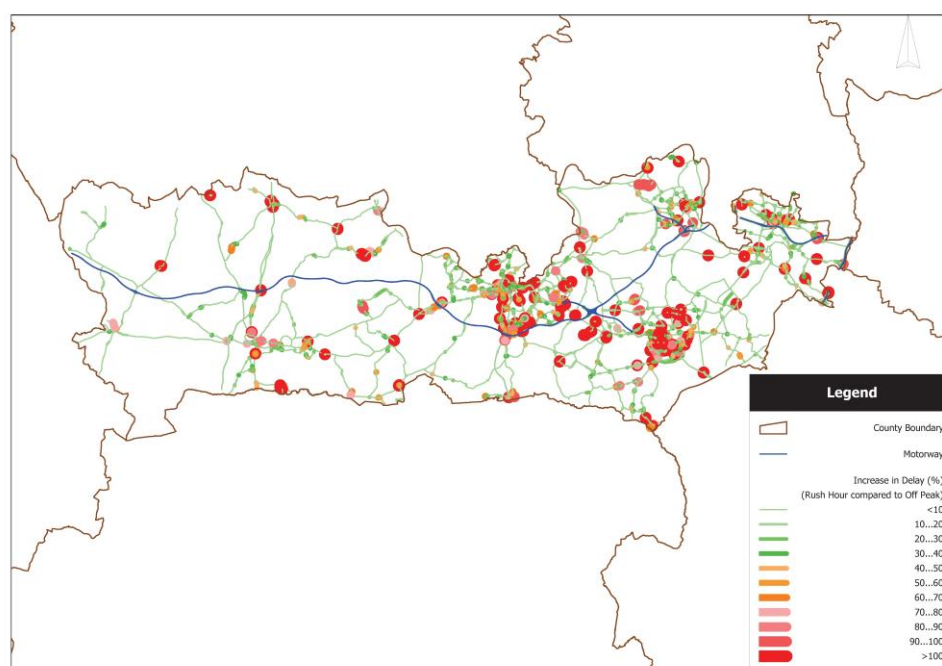 Legend
County Boundary
Motorway
Increase in Delay (%)
(Rush Hour compared to Off Peak)
<10
10...20
20...30
30...40
40...50
50...60
60...70
70...80
80...90
90...100
>100